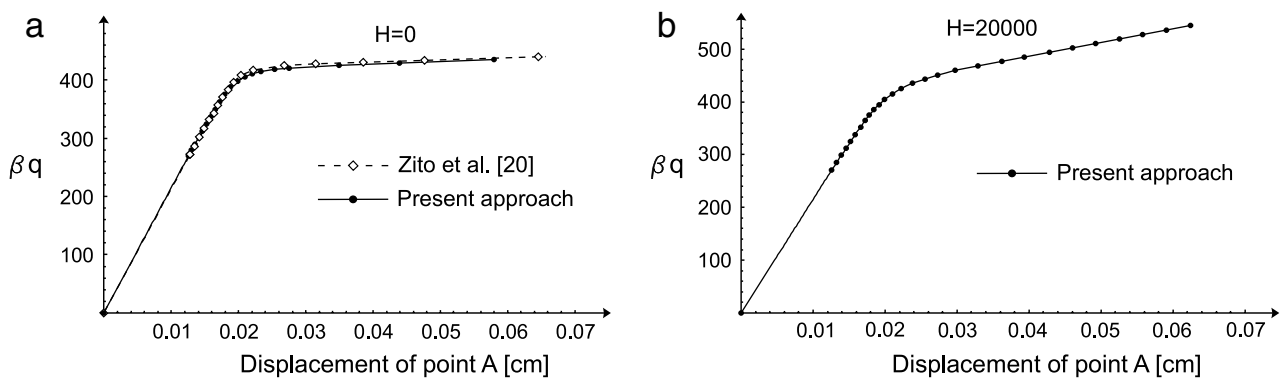 a
H=0
400
300
βq
200
100
Zito et al. [20]
Present approach
0.01 0.02 0.03 0.04 0.05 0.06 0.07
Displacement of point A [cm]
b
H=20000
500
400
300
βq
200
100
Present approach
0.01 0.02 0.03 0.04 0.05 0.06 0.07
Displacement of point A [cm]